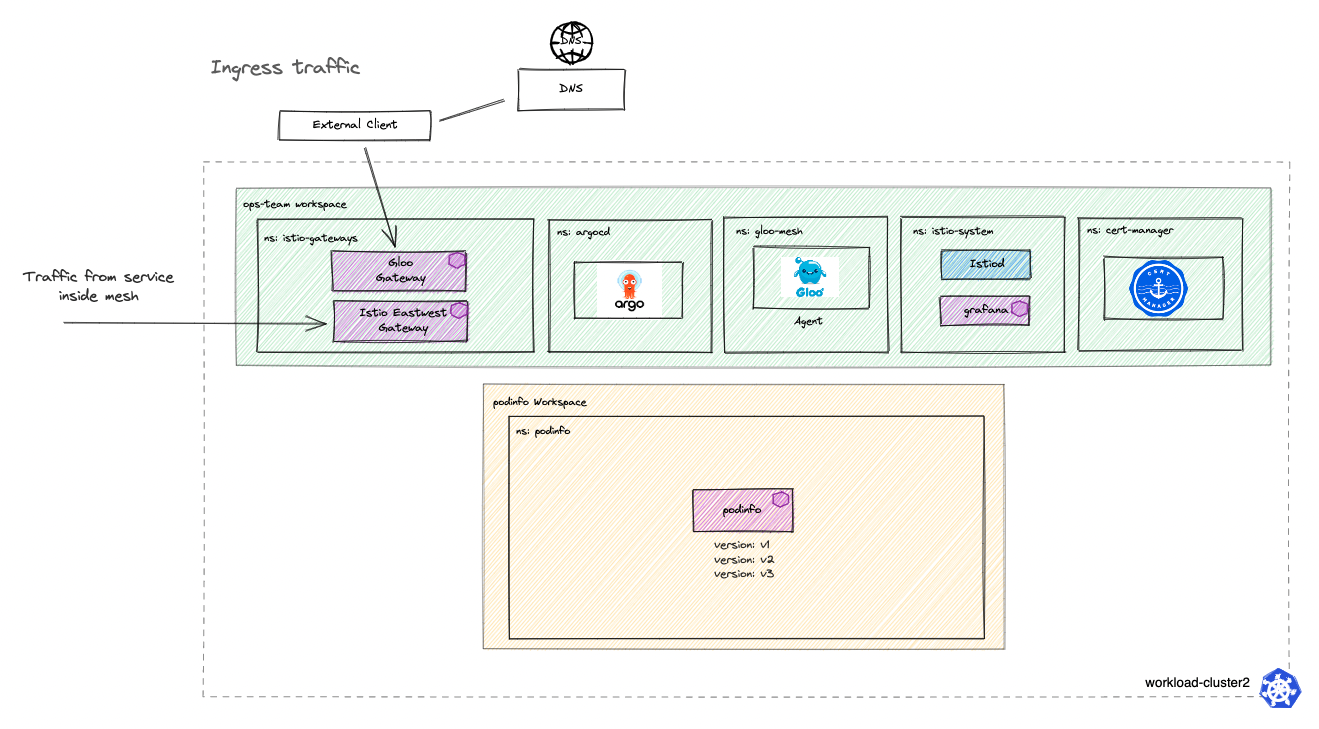 DNS
Ingress traffic
DNS
External Client
ops-team workspace
ns: istio-gateways
Gloo
Gateway
Istio Eastwest
Gateway
Traffic from service
inside mesh
ns: argocd
argo
ns: gloo-mesh
Gloo
Agent
ns: istio-system
Istiod
grafana
ns: cert-manager
CERT
MANAGER
podinfo Workspace
ns: podinfo
podinfo
version: v1
version: v2
version: v3
workload-cluster2